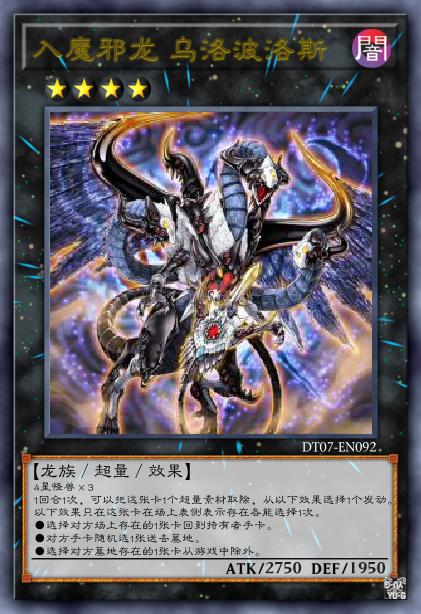 入魔邪龙 乌洛波洛斯
闇
DT07-EN092
【龙族／超量／效果】
4星怪兽×3
1回合1次，可以把这张卡1个超量素材取除，从以下效果选择1个发动。
以下效果只在这张卡在场上表侧表示存在各能选择1次。
●选择对方场上存在的1张卡回到持有者手卡。
●对方手卡随机选1张送去墓地。
●选择对方墓地存在的1张卡从游戏中除外。
ATK/2750 DEF/1950